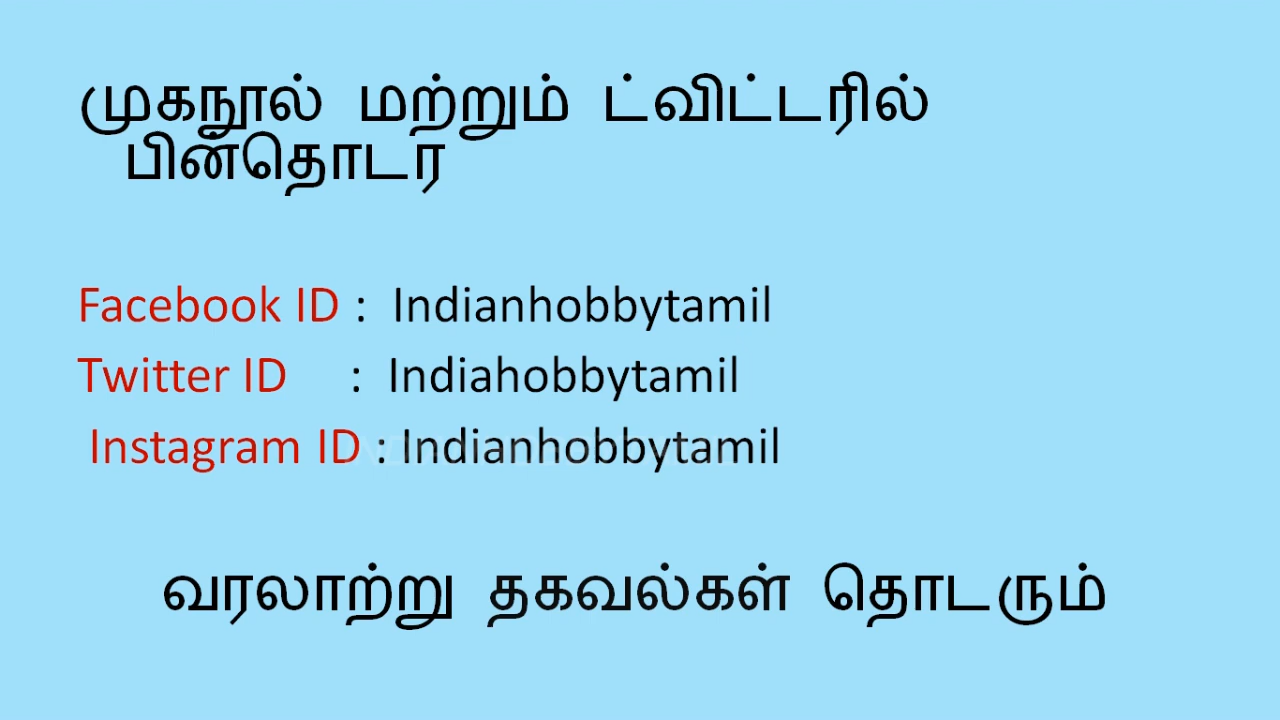 முகநூல் மற்றும் ட்விட்டரில்
பின்தொடர
Facebook ID : Indianhobbytamil
Twitter ID : Indiahobbytamil
Instagram ID : Indianhobbytamil
வரலாற்று தகவல்கள் தொடரும்